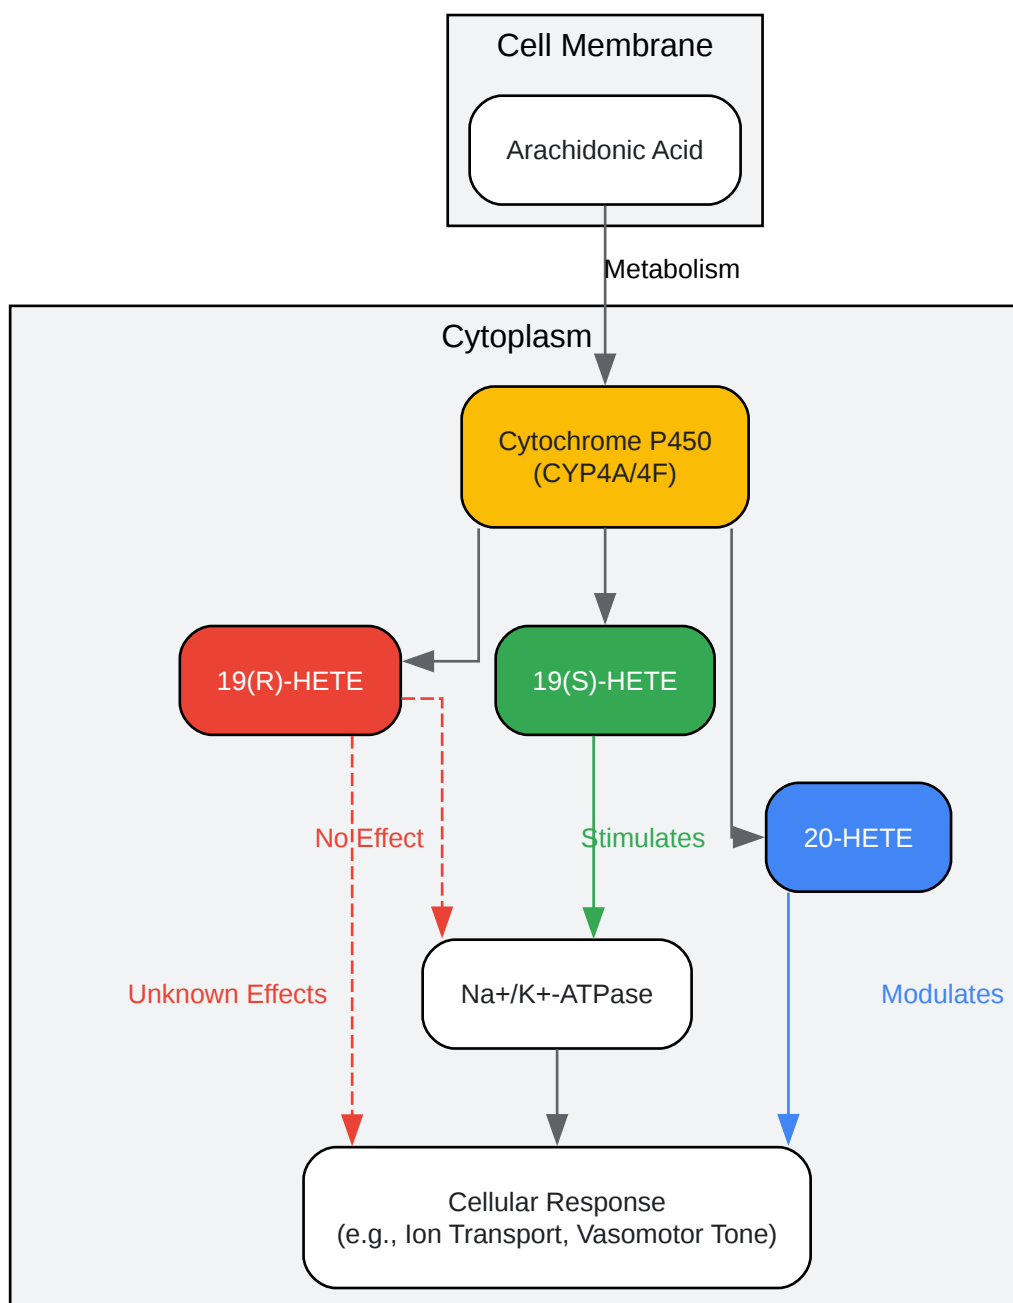 Cell Membrane
Arachidonic Acid
Metabolism
Cytoplasm
Cytochrome P450
(CYP4A/4F)
19(R)-HETE
19(S)-HETE
No Effect
Stimulates
20-HETE
Unknown Effects
Na+/K+-ATPase
Modulates
Cellular Response
(e.g., Ion Transport, Vasomotor Tone)